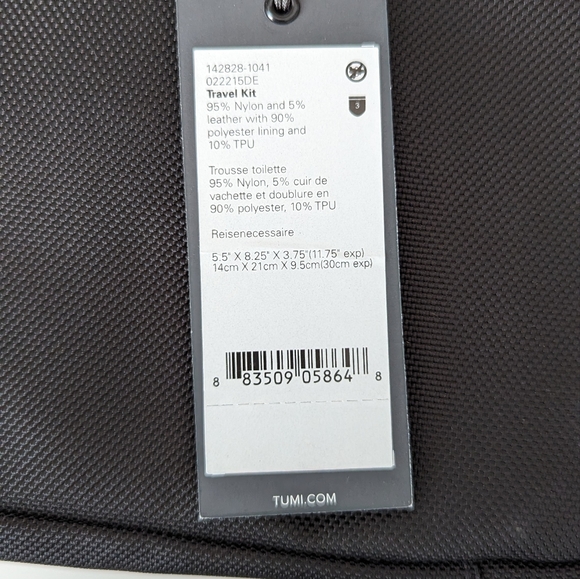 142828-1041
022215DE
Travel Kit
95% Nylon and 5%
leather with 90%
polyester lining and
10% TPU
Trousse toilette
95% Nylon, 5% cuir de
vachette et doublure en
90% polyester, 10% TPU
Reisenecessaire
5.5" X 8.25" X 3.75"(11.75" exp)
14cm X 21cm X 9.5cm(30cm exp)
3
8 83509 05864 8
TUMI.COM